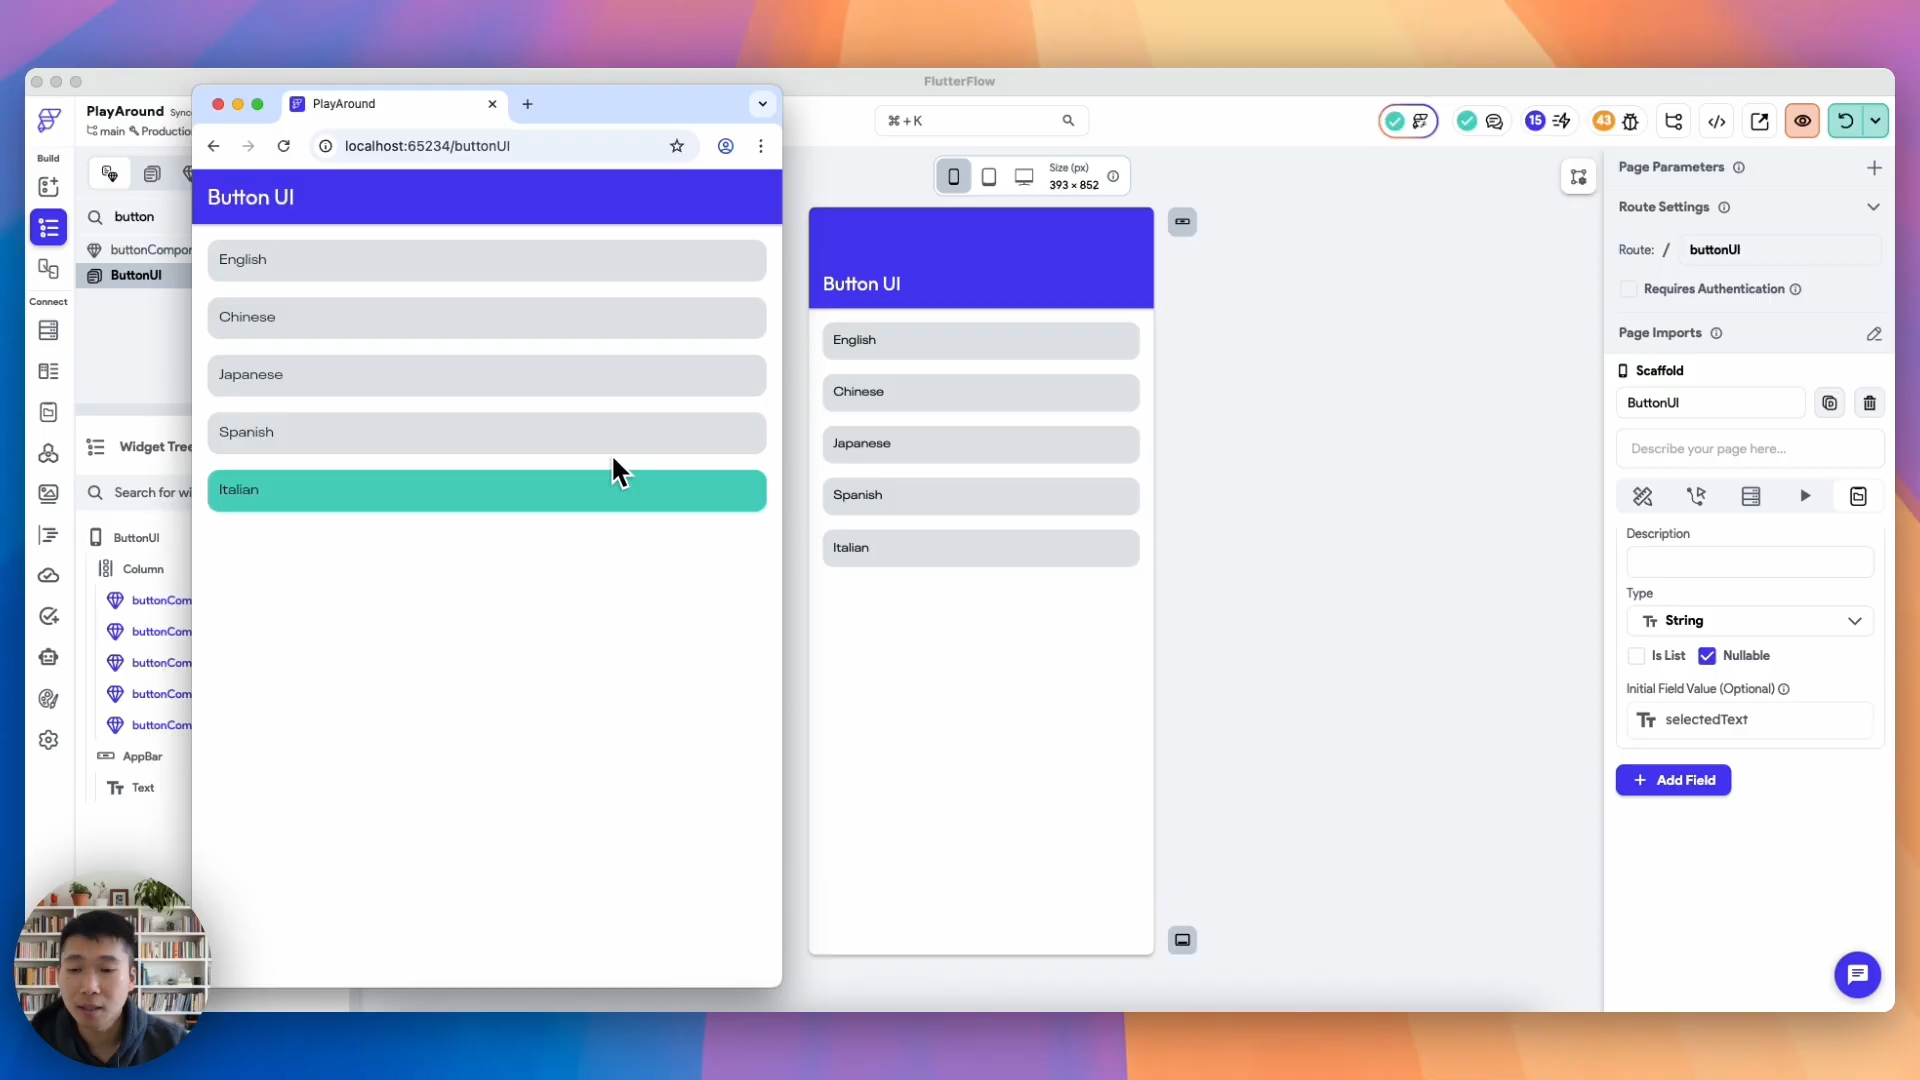 FlutterFlow
PlayAround Sync
main Productio
PlayAround
⌘+K
15
43
Build
localhost:65234/buttonUI
Size (px)
393 × 852
Page Parameters
Button UI
button
English
buttonCompor
ButtonUI
Route Settings
Route: / buttonUI
Connect
Chinese
Button UI
Requires Authentication
Page Imports
English
Japanese
Scaffold
Chinese
ButtonUI
Spanish
Japanese
Widget Tree
Describe your page here...
Italian
Search for wi
Spanish
ButtonUI
Italian
Description
Column
buttonCom
Type
String
buttonCom
Is List
Nullable
buttonCom
buttonCom
Initial Field Value (Optional)
buttonCom
selectedText
AppBar
Text
+ Add Field